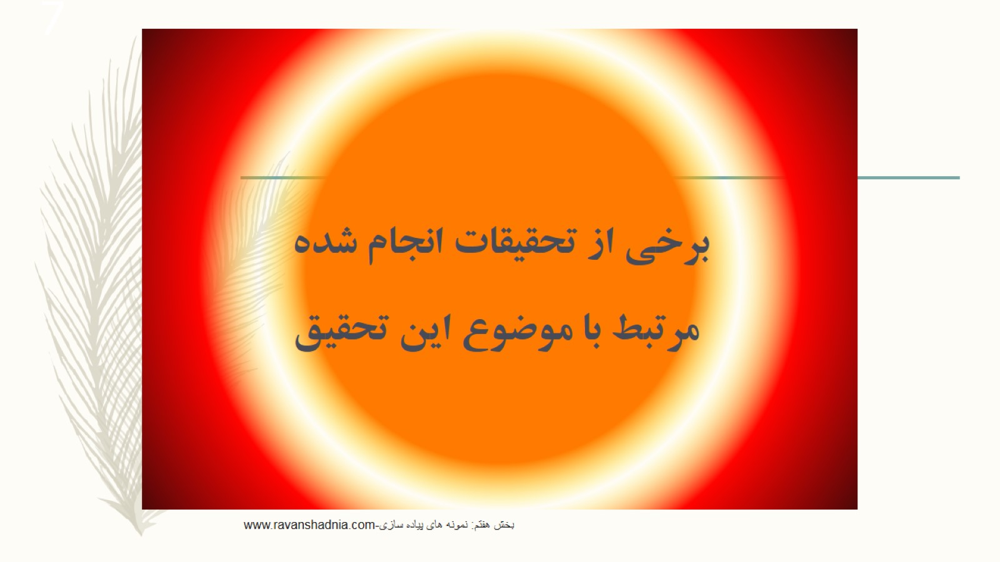 7
برخی از تحقیقات انجام شده
مرتبط با موضوع این تحقیق
بخش هفتم: نمونه های پیاده سازی-www.ravanshadnia.com